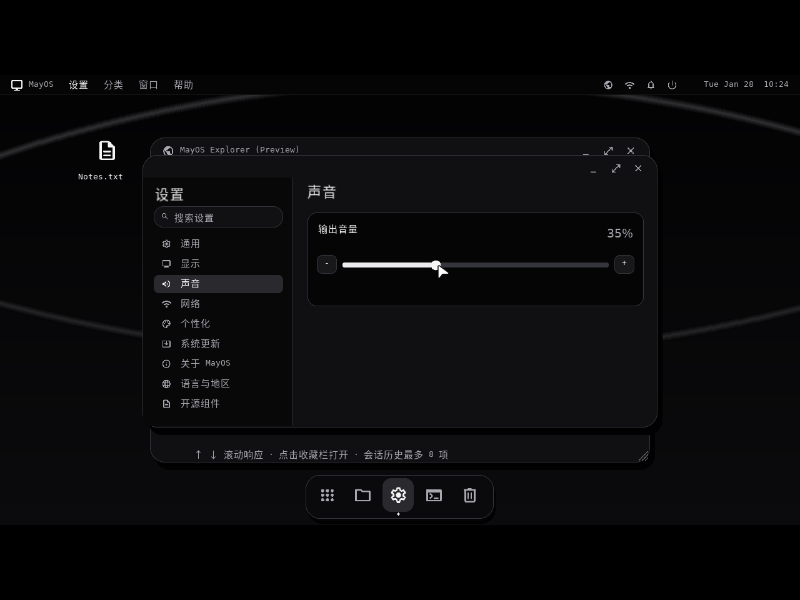 MayOS 设置 分类 窗口 帮助 Tue Jan 20 10:24
Notes.txt
MayOS Explorer (Preview)
设置
搜索设置
通用
显示
声音
网络
个性化
系统更新
关于 MayOS
语言与地区
开源组件
声音
输出音量
35%
- +
↑ ↓ 滚动响应 · 点击收藏栏打开 · 会话历史最多 8 项